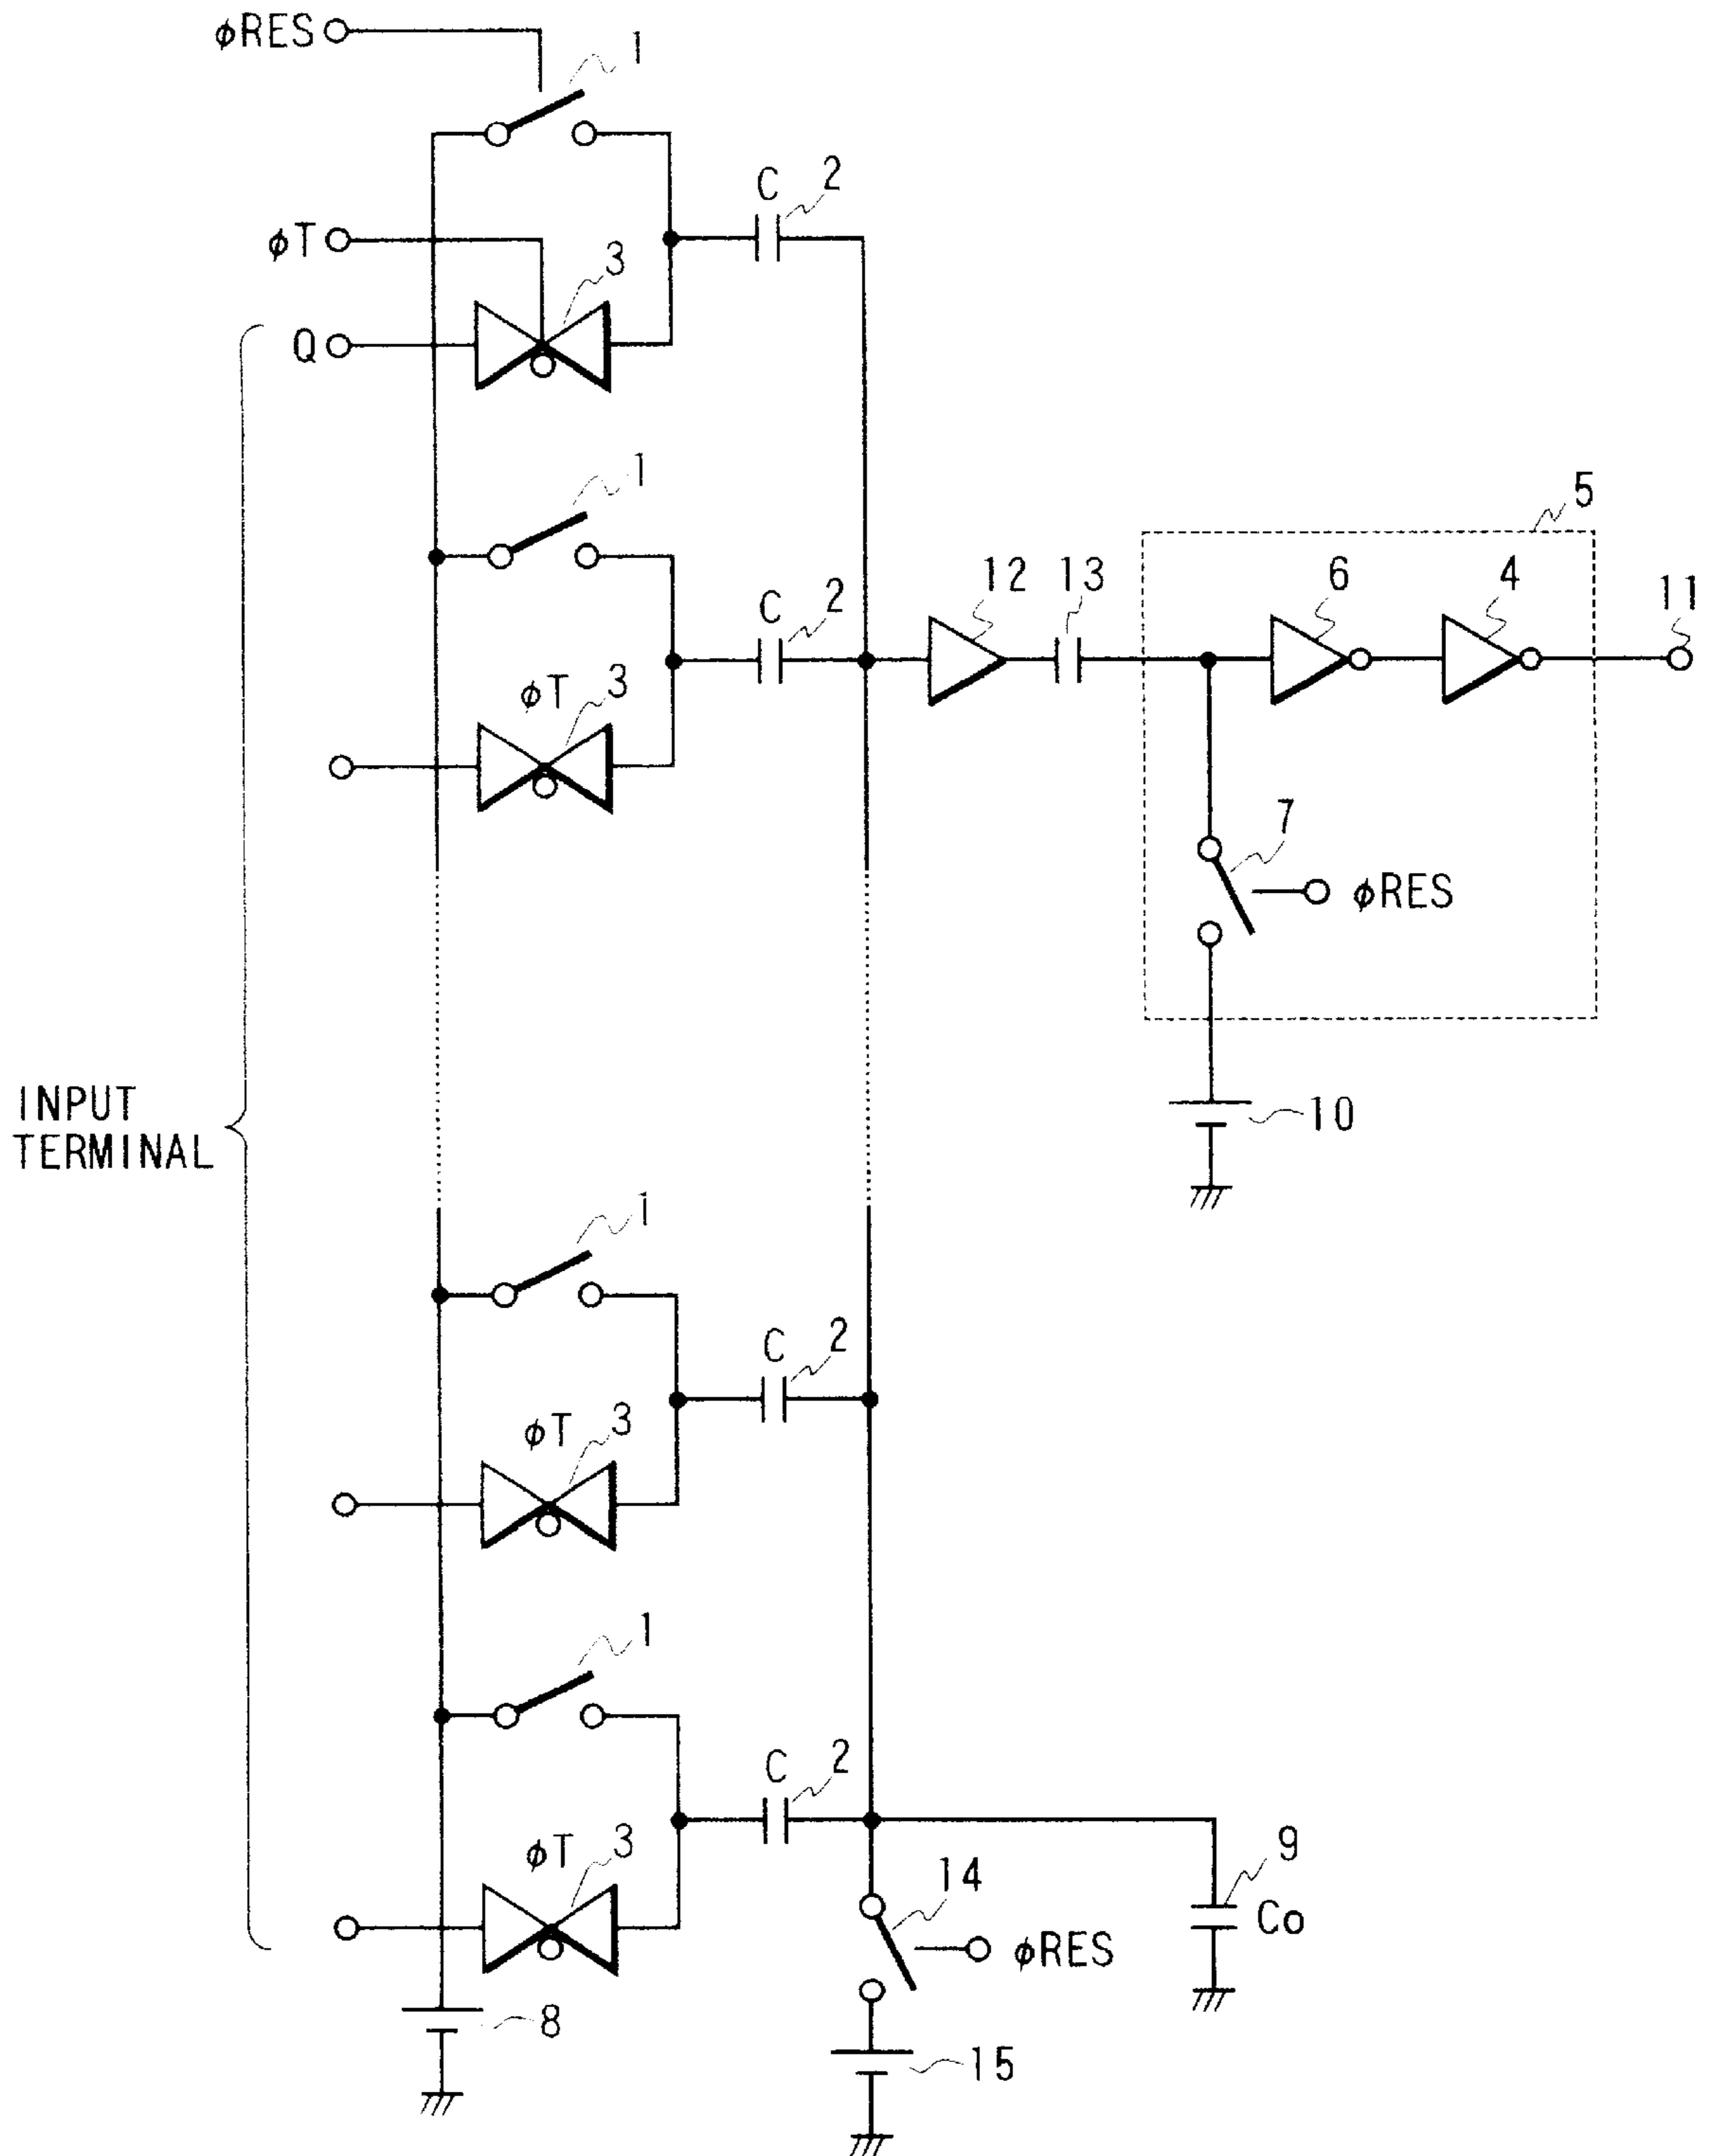 φRES
1
C 2
φT
3
Q
1
5
C 2
12 13
6 4 11
φT 3
7
φRES
INPUT
TERMINAL
10
1
C 2
φT 3
1
C 2
φT 3
14
9
Co
φRES
8
15